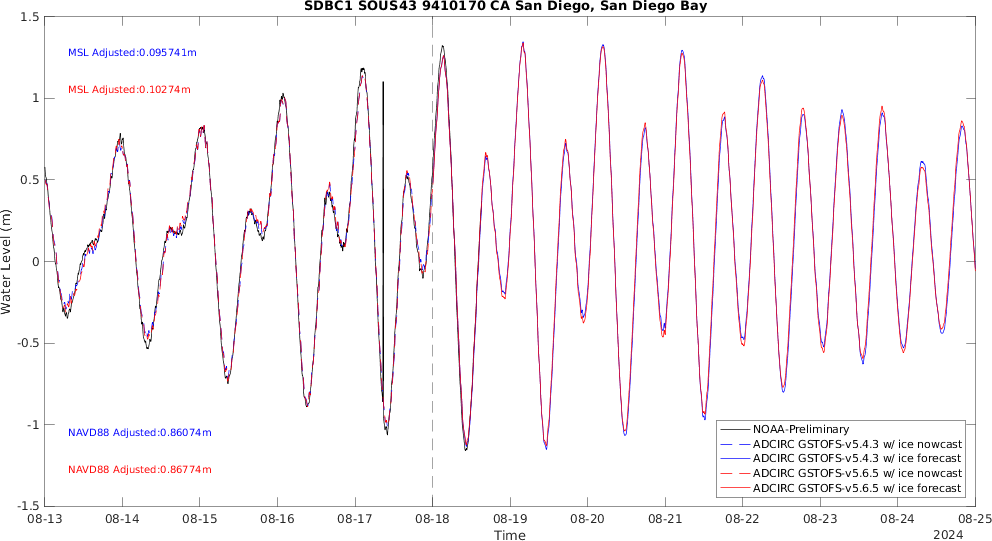 SDBC1 SOUS43 9410170 CA San Diego, San Diego Bay
1.5
MSL Adjusted:0.095741m
MSL Adjusted:0.10274m
1
0.5
Water Level (m)
0
-0.5
-1
NAVD88 Adjusted:0.86074m
NAVD88 Adjusted:0.86774m
NOAA-Preliminary
ADCIRC GSTOFS-v5.4.3 w/ ice nowcast
ADCIRC GSTOFS-v5.4.3 w/ ice forecast
ADCIRC GSTOFS-v5.6.5 w/ ice nowcast
ADCIRC GSTOFS-v5.6.5 w/ ice forecast
-1.5
08-13 08-14 08-15 08-16 08-17 08-18 08-19 08-20 08-21 08-22 08-23 08-24 08-25
Time
2024